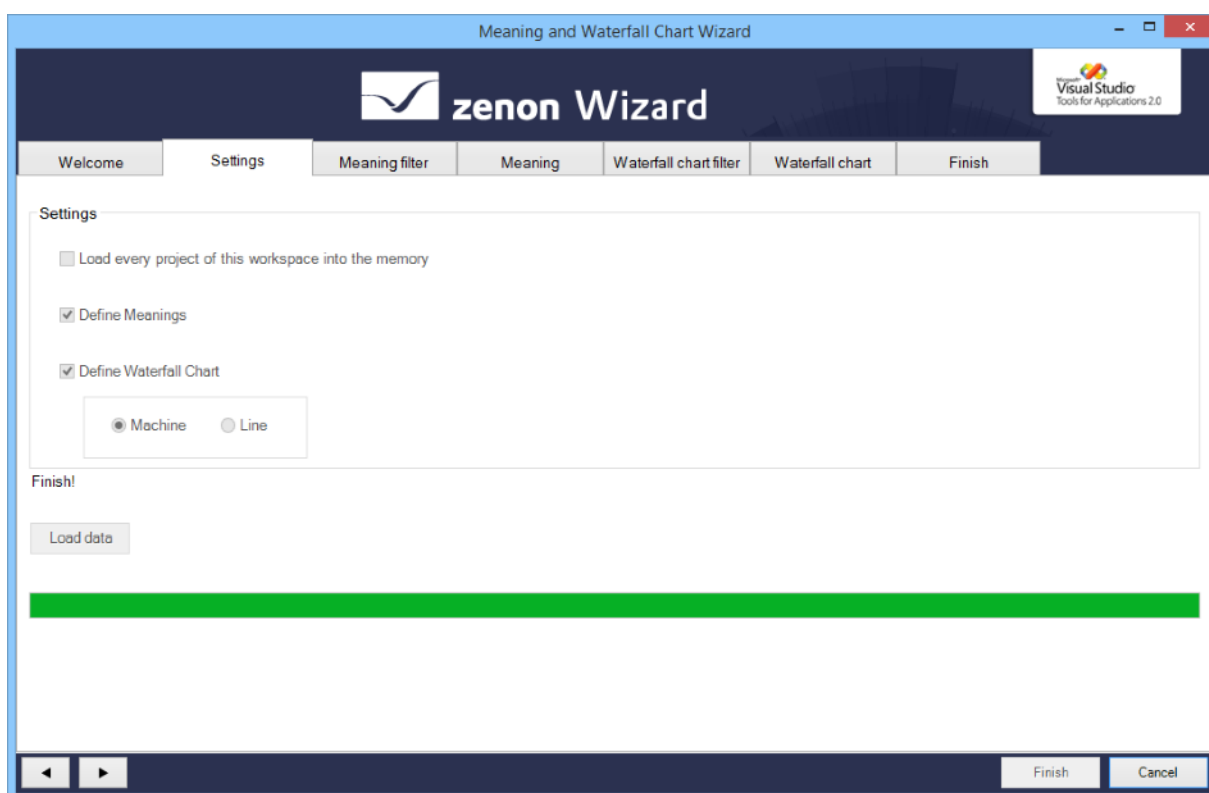 Meaning and Waterfall Chart Wizard
zenon Wizard
Microsoft
Visual Studio
Tools for Applications 2.0
Welcome Settings Meaning filter Meaning Waterfall chart filter Waterfall chart Finish
Settings
Load every project of this workspace into the memory
Define Meanings
Define Waterfall Chart
Machine Line
Finish!
Load data
Finish Cancel